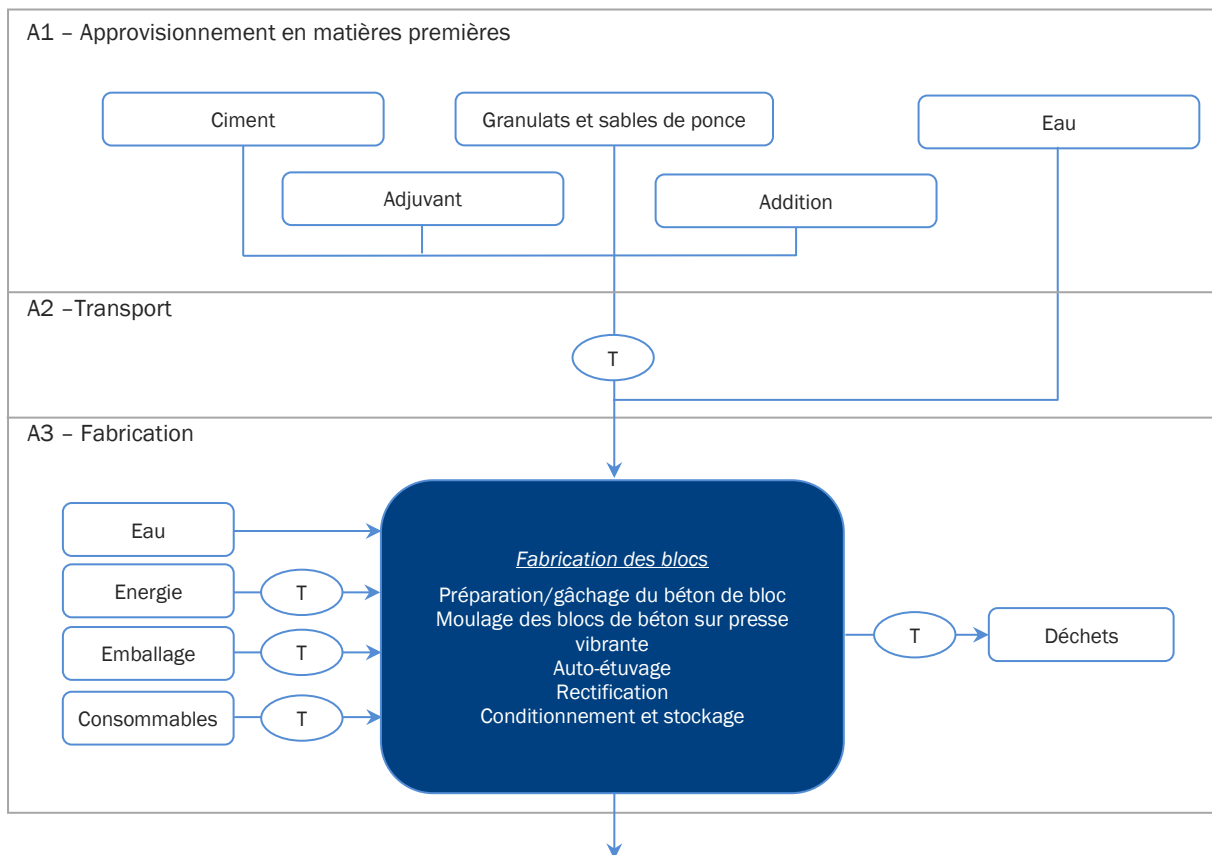 A1 – Approvisionnement en matières premières
Ciment
Granulats et sables de ponce
Eau
Adjuvant
Addition
A2 –Transport
T
A3 – Fabrication
Eau
Energie
T
Emballage
T
Consommables
T
Fabrication des blocs
Préparation/gâchage du béton de bloc
Moulage des blocs de béton sur presse
vibrante
Auto-étuvage
Rectification
Conditionnement et stockage
T
Déchets